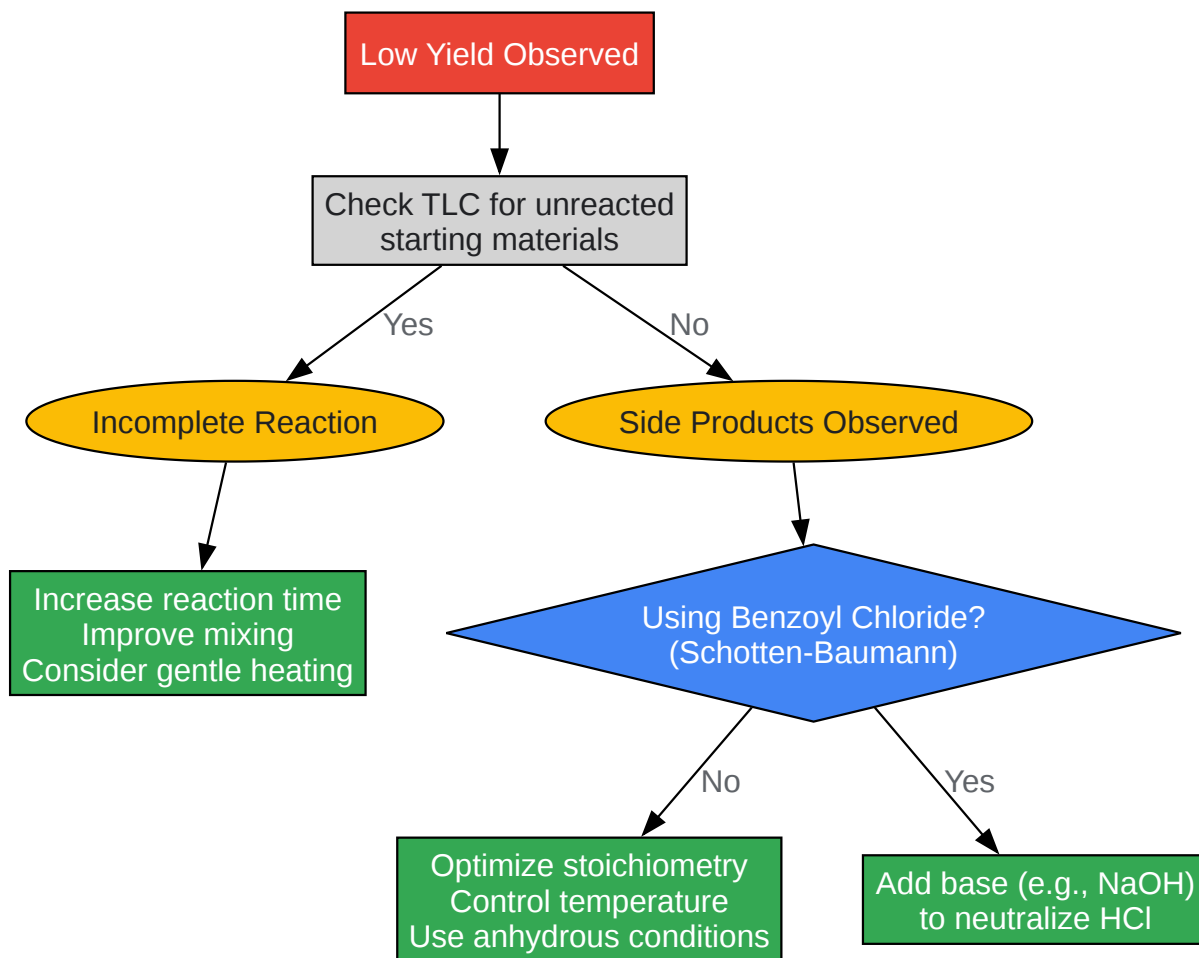 Low Yield Observed
Check TLC for unreacted
starting materials
Yes
No
Incomplete Reaction
Side Products Observed
Increase reaction time
Improve mixing
Consider gentle heating
Using Benzoyl Chloride?
(Schotten-Baumann)
No
Yes
Optimize stoichiometry
Control temperature
Use anhydrous conditions
Add base (e.g., NaOH)
to neutralize HCl